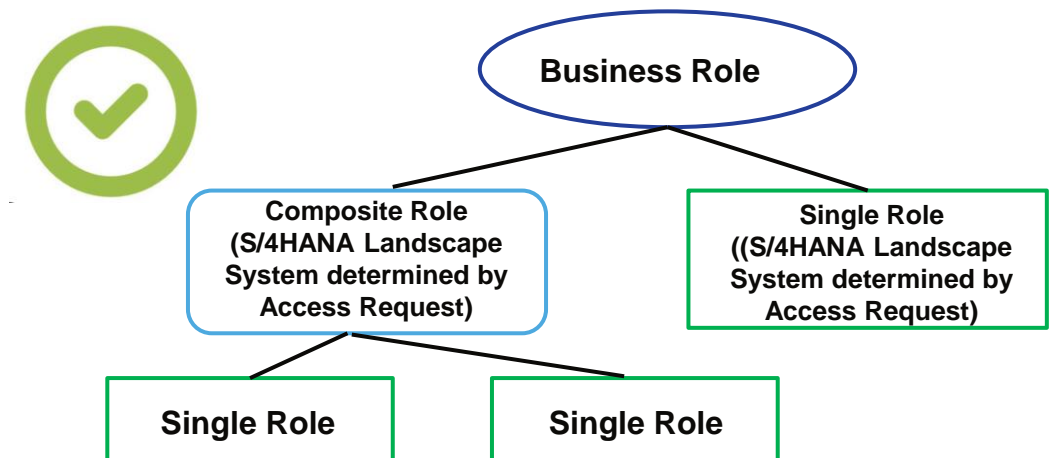 Business Role
Composite Role
(S/4HANA Landscape
System determined by
Access Request)
Single Role
((S/4HANA Landscape
System determined by
Access Request)
Single Role
Single Role